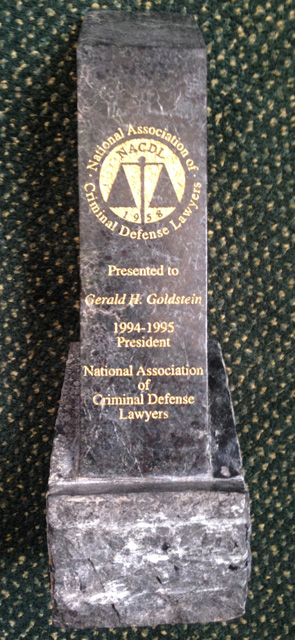 National Association of
Criminal Defense Lawyers
NACDL
1958
Presented to
Gerald H. Goldstein
1994-1995
President
National Association
of
Criminal Defense
Lawyers